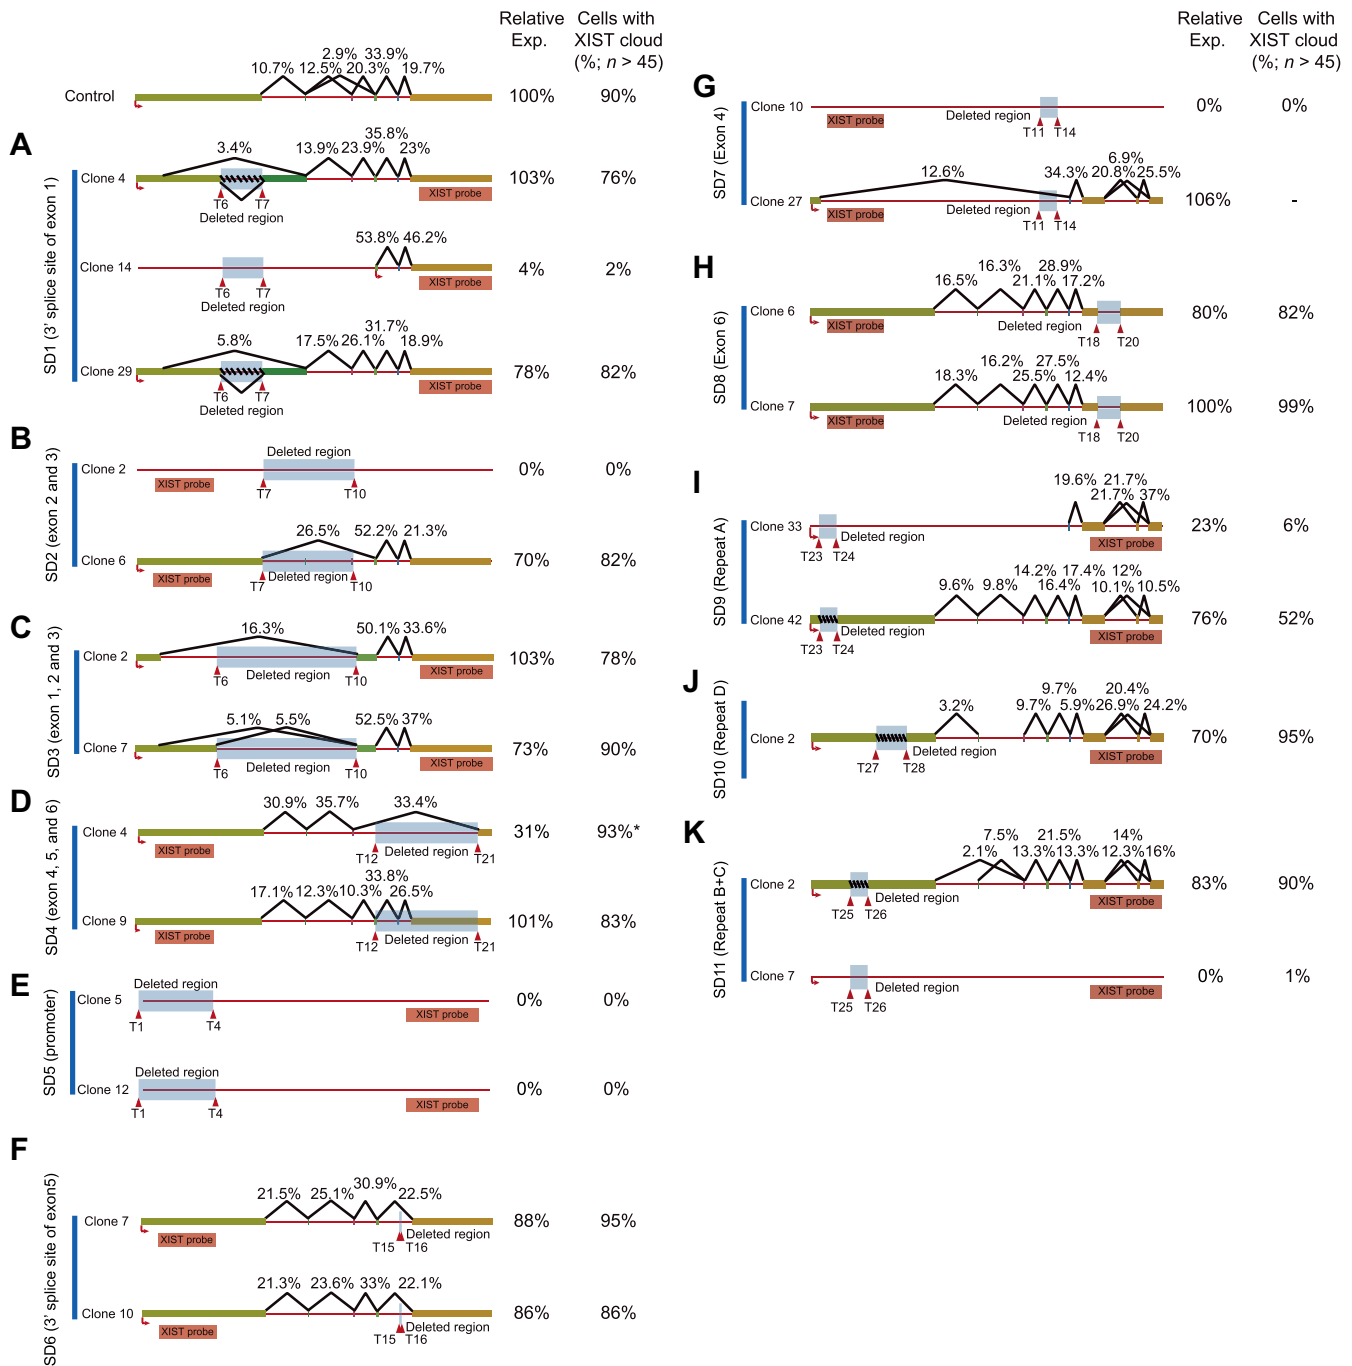 Relative Exp.
Cells with XIST cloud (%; n > 45)
2.9% 33.9%
10.7% 12.5% 20.3% 19.7%
Control 100% 90%
A
SD1 (3' splice site of exon 1)
35.8%
3.4% 13.9% 23.9% 23%
Clone 4 103% 76%
T6 T7 XIST probe
Deleted region
53.8% 46.2%
Clone 14 4% 2%
T6 T7 XIST probe
Deleted region
31.7%
5.8% 17.5% 26.1% 18.9%
Clone 29 78% 82%
T6 T7 XIST probe
Deleted region
B
SD2 (exon 2 and 3)
Deleted region
Clone 2 0% 0%
XIST probe T7 T10
26.5% 52.2% 21.3%
Clone 6 70% 82%
XIST probe T7 Deleted region T10
C
SD3 (exon 1, 2 and 3)
16.3% 50.1% 33.6%
Clone 2 103% 78%
T6 Deleted region T10 XIST probe
5.1% 5.5% 52.5% 37%
Clone 7 73% 90%
T6 Deleted region T10 XIST probe
D
SD4 (exon 4, 5, and 6)
30.9% 35.7% 33.4%
Clone 4 31% 93%*
XIST probe T12 Deleted region T21
33.8%
17.1% 12.3% 10.3% 26.5%
Clone 9 101% 83%
XIST probe T12 Deleted region T21
E
SD5 (promoter)
Deleted region
Clone 5 0% 0%
T1 T4 XIST probe
Deleted region
Clone 12 0% 0%
T1 T4 XIST probe
F
SD6 (3' splice site of exon5)
30.9%
21.5% 25.1% 22.5%
Clone 7 88% 95%
XIST probe T15 T16 Deleted region
21.3% 23.6% 33% 22.1%
Clone 10 86% 86%
XIST probe T15 T16 Deleted region
Relative Exp.
Cells with XIST cloud (%; n > 45)
G
SD7 (Exon 4)
Clone 10 0% 0%
XIST probe Deleted region T11 T14
6.9%
12.6% 34.3% 20.8% 25.5%
Clone 27 106% -
XIST probe Deleted region T11 T14
H
SD8 (Exon 6)
16.3% 28.9%
16.5% 21.1% 17.2%
Clone 6 80% 82%
XIST probe Deleted region T18 T20
16.2% 27.5%
18.3% 25.5% 12.4%
Clone 7 100% 99%
XIST probe Deleted region T18 T20
I
SD9 (Repeat A)
19.6% 21.7%
21.7% 37%
Clone 33 23% 6%
Deleted region XIST probe
T23 T24
14.2% 17.4% 12%
9.6% 9.8% 16.4% 10.1% 10.5%
Clone 42 76% 52%
Deleted region XIST probe
T23 T24
J
SD10 (Repeat D)
9.7% 20.4%
3.2% 9.7% 5.9% 26.9% 24.2%
Clone 2 70% 95%
Deleted region XIST probe
T27 T28
K
SD11 (Repeat B+C)
7.5% 21.5% 14%
2.1% 13.3% 13.3% 12.3% 16%
Clone 2 83% 90%
Deleted region XIST probe
T25 T26
Clone 7 0% 1%
Deleted region XIST probe
T25 T26